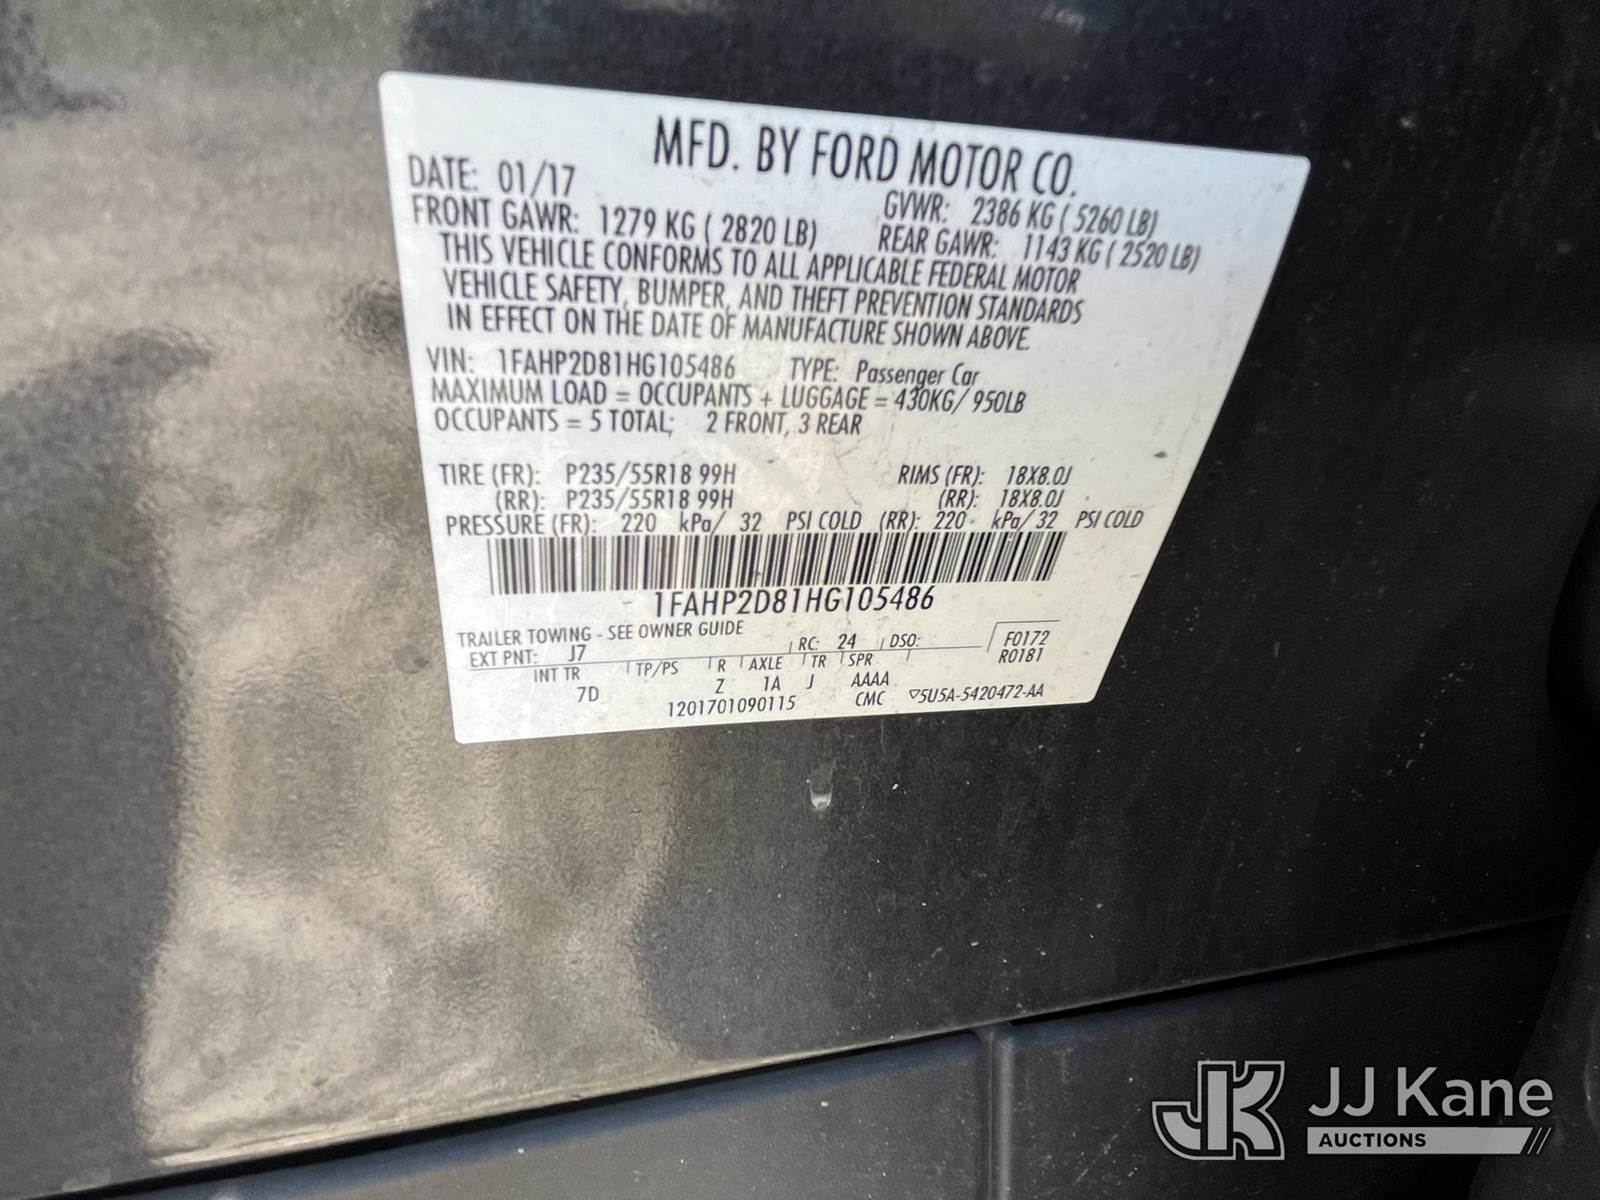 MFD. BY FORD MOTOR CO.
DATE: 01/17 GVWR: 2386 KG ( 5260 LB)
FRONT GAWR: 1279 KG ( 2820 LB) REAR GAWR: 1143 KG ( 2520 LB)
THIS VEHICLE CONFORMS TO ALL APPLICABLE FEDERAL MOTOR
VEHICLE SAFETY, BUMPER, AND THEFT PREVENTION STANDARDS
IN EFFECT ON THE DATE OF MANUFACTURE SHOWN ABOVE.
VIN: 1FAHP2D81HG105486 TYPE: Passenger Car
MAXIMUM LOAD = OCCUPANTS + LUGGAGE = 430KG/ 950LB
OCCUPANTS = 5 TOTAL; 2 FRONT, 3 REAR
TIRE (FR): P235/55R18 99H RIMS (FR): 18X8.0J
(RR): P235/55R18 99H (RR): 18X8.0J
PRESSURE (FR): 220 kPa/ 32 PSI COLD (RR): 220 kPa/ 32 PSI COLD
1FAHP2D81HG105486
TRAILER TOWING - SEE OWNER GUIDE
EXT PNT: J7 RC: 24 DSO: F0172
R0181
INT TR TP/PS R AXLE TR SPR
7D Z 1A J AAAA
1201701090115 CMC 5U5A-5420472-AA
JK JJ Kane
AUCTIONS